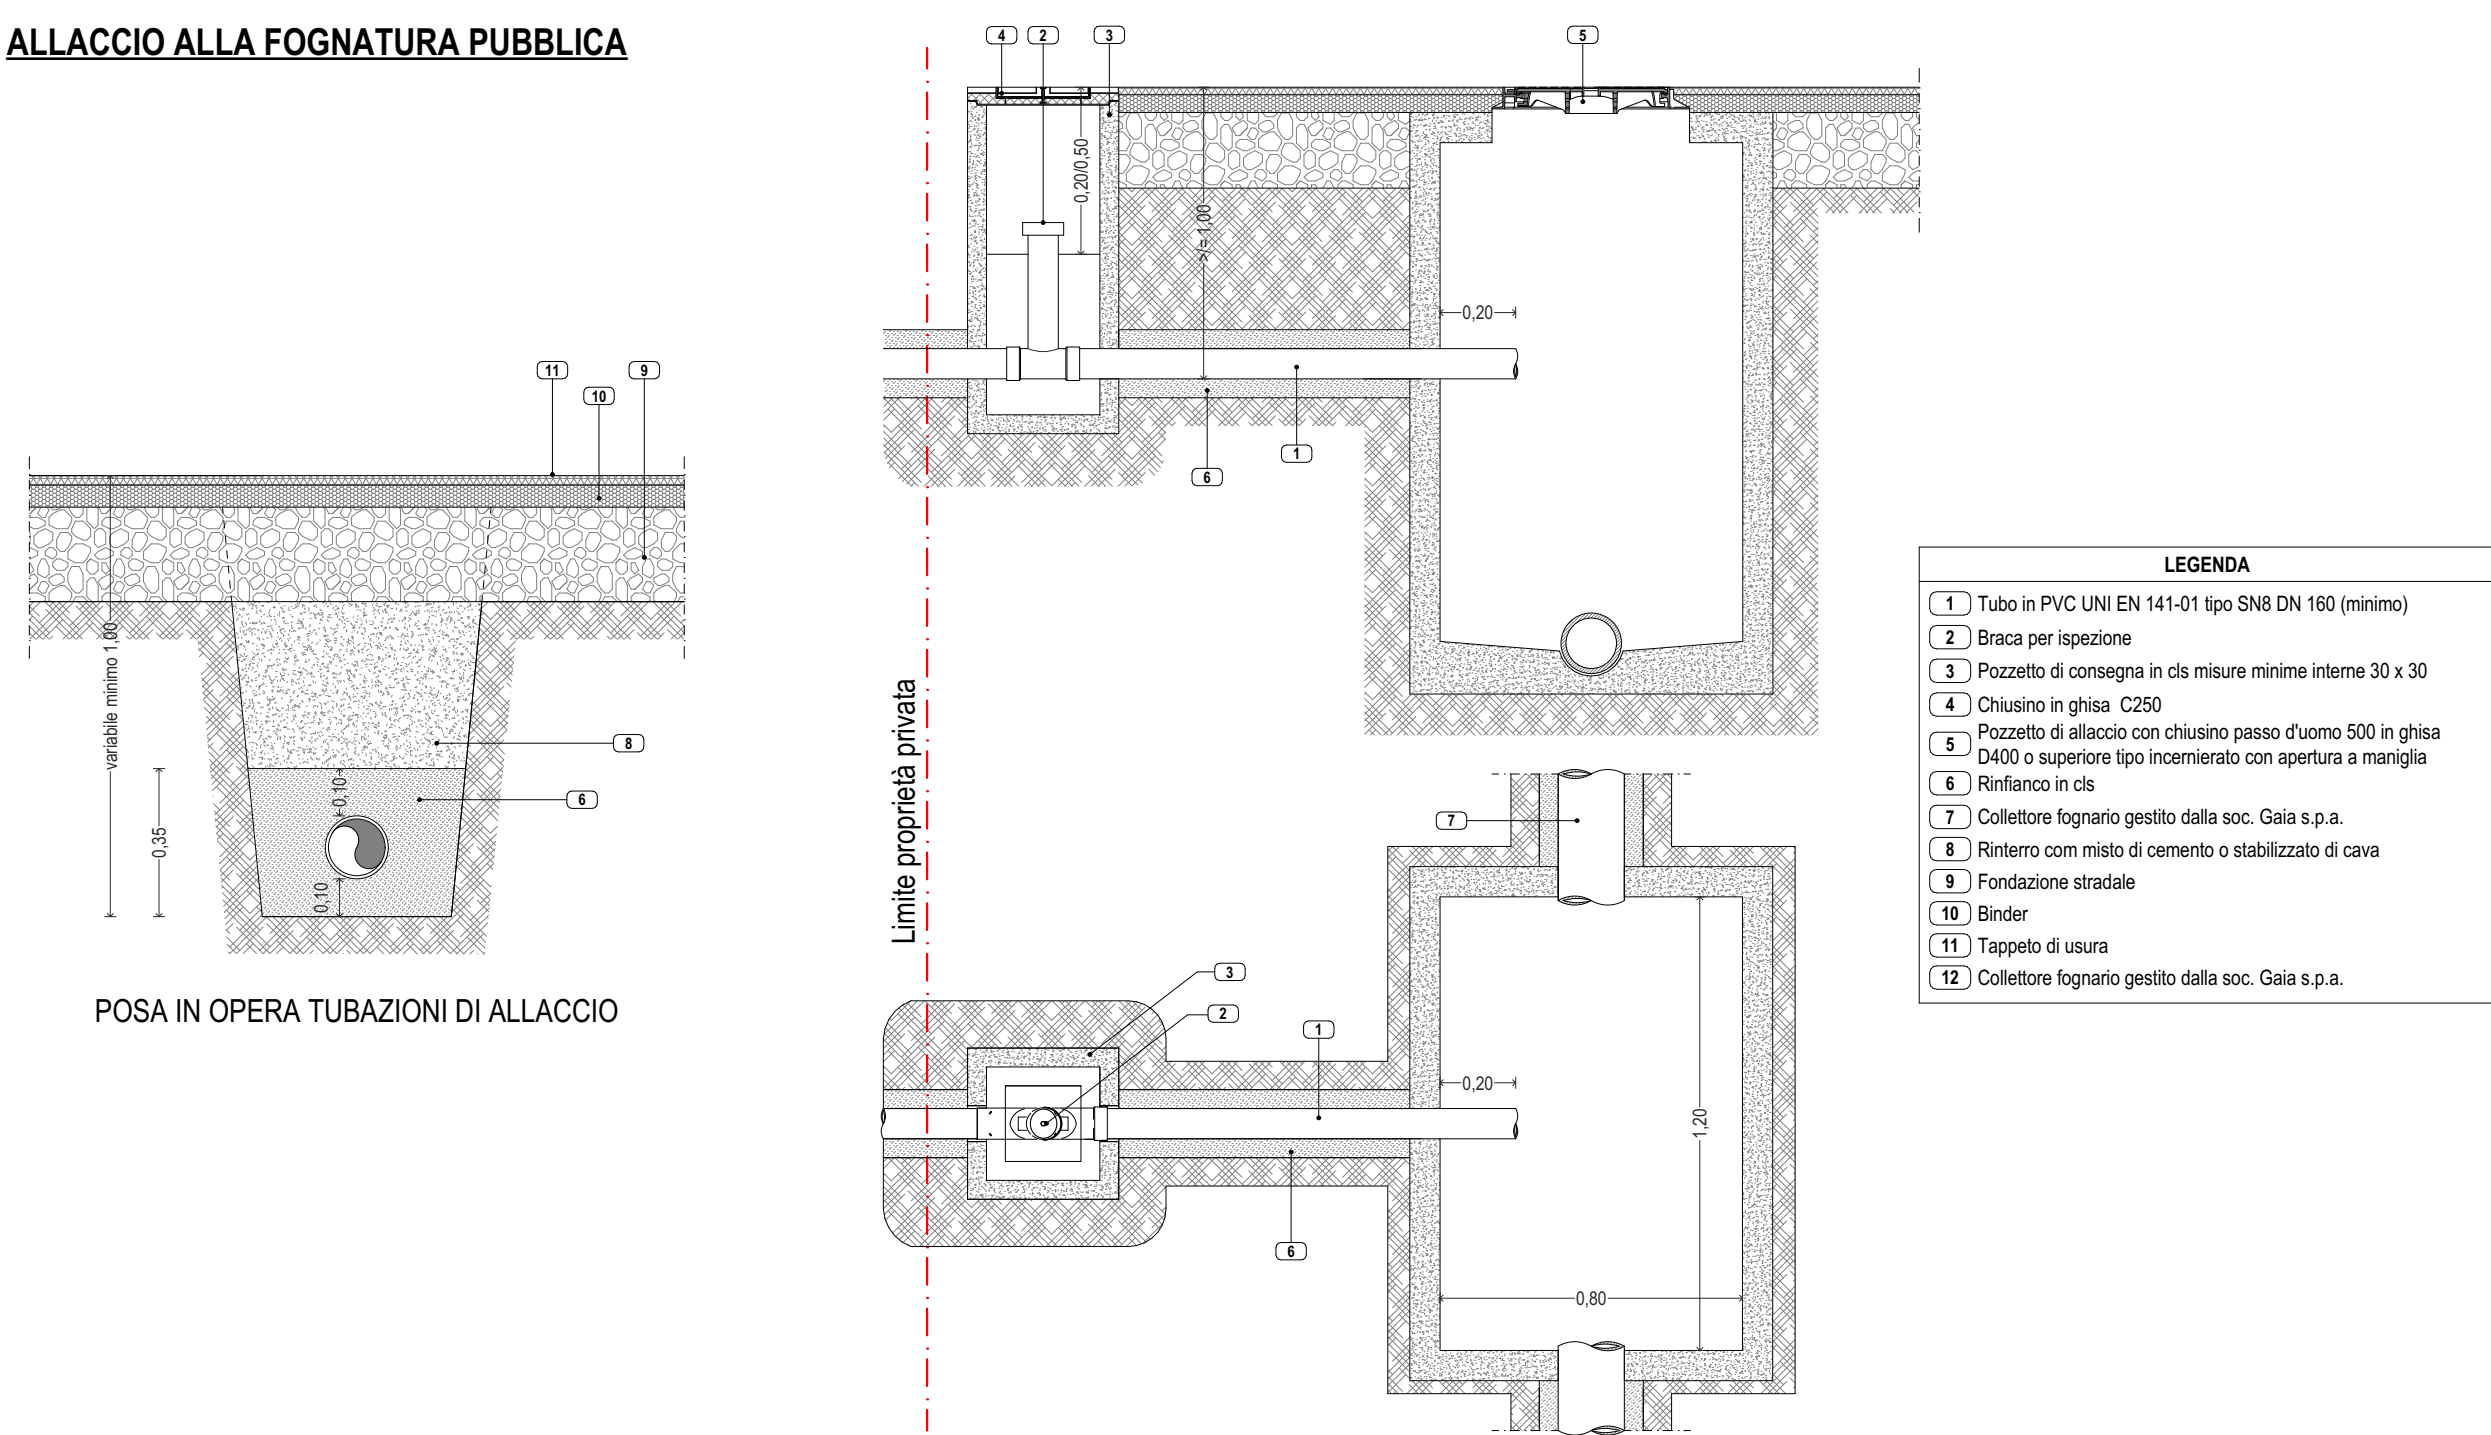 ALLACCIO ALLA FOGNATURA PUBBLICA
4
2
3
5
0,20/0,50
>/=1,00
0,20
1
6
11
9
10
variabile minimo 1,00
8
0,10
6
0,35
0,10
POSA IN OPERA TUBAZIONI DI ALLACCIO
Limite proprietà privata
7
3
2
1
0,20
1,20
6
0,80
LEGENDA
1 Tubo in PVC UNI EN 141-01 tipo SN8 DN 160 (minimo)
2 Braca per ispezione
3 Pozzetto di consegna in cls misure minime interne 30 x 30
4 Chiusino in ghisa C250
5 Pozzetto di allaccio con chiusino passo d'uomo 500 in ghisa
D400 o superiore tipo incernierato con apertura a maniglia
6 Rinfianco in cls
7 Collettore fognario gestito dalla soc. Gaia s.p.a.
8 Rinterro com misto di cemento o stabilizzato di cava
9 Fondazione stradale
10 Binder
11 Tappeto di usura
12 Collettore fognario gestito dalla soc. Gaia s.p.a.